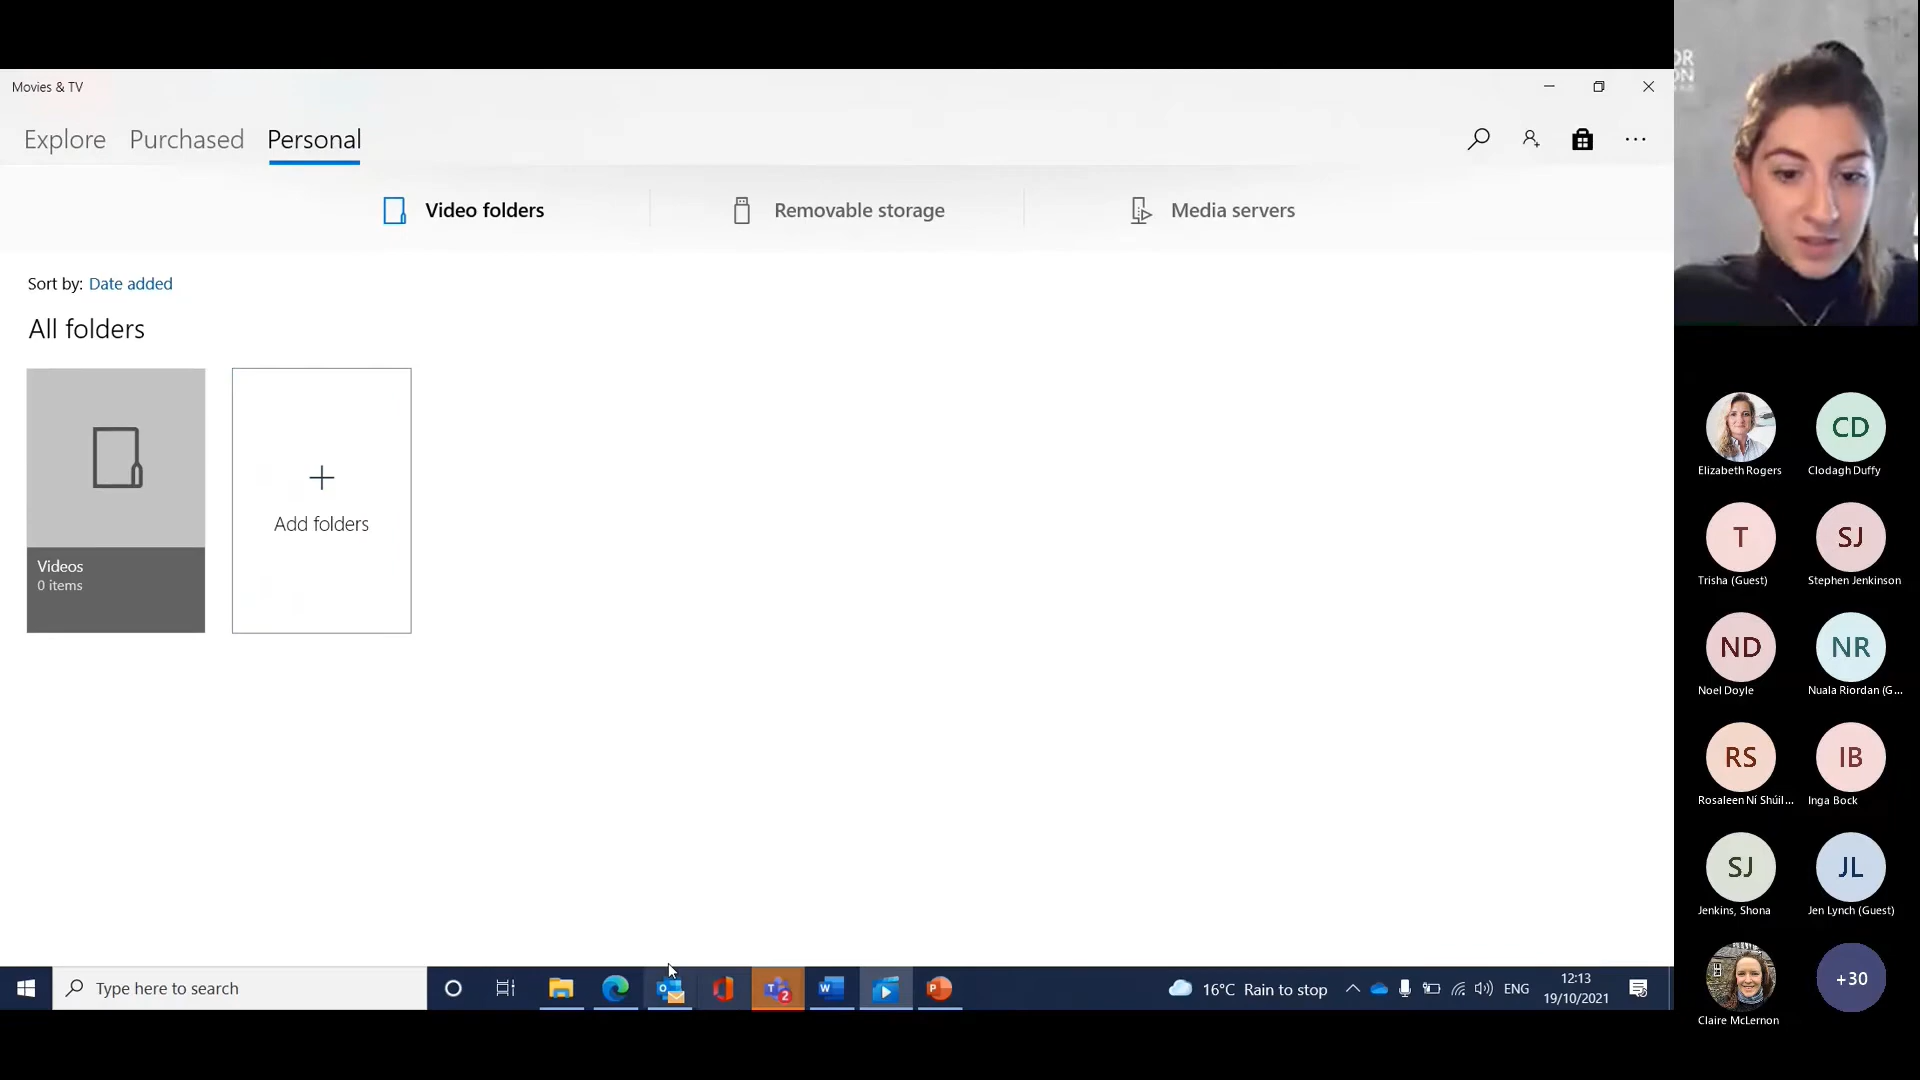 Movies & TV
Explore Purchased Personal
Video folders
Removable storage
Media servers
Sort by: Date added
All folders
Videos
0 items
Add folders
Type here to search
2
16°C Rain to stop
ENG
12:13
19/10/2021
CD
Elizabeth Rogers
Clodagh Duffy
T
SJ
Trisha (Guest)
Stephen Jenkinson
ND
NR
Noel Doyle
Nuala Riordan (G...
RS
IB
Rosaleen Ní Shúil...
Inga Bock
SJ
JL
Jenkins, Shona
Jen Lynch (Guest)
+30
Claire McLernon